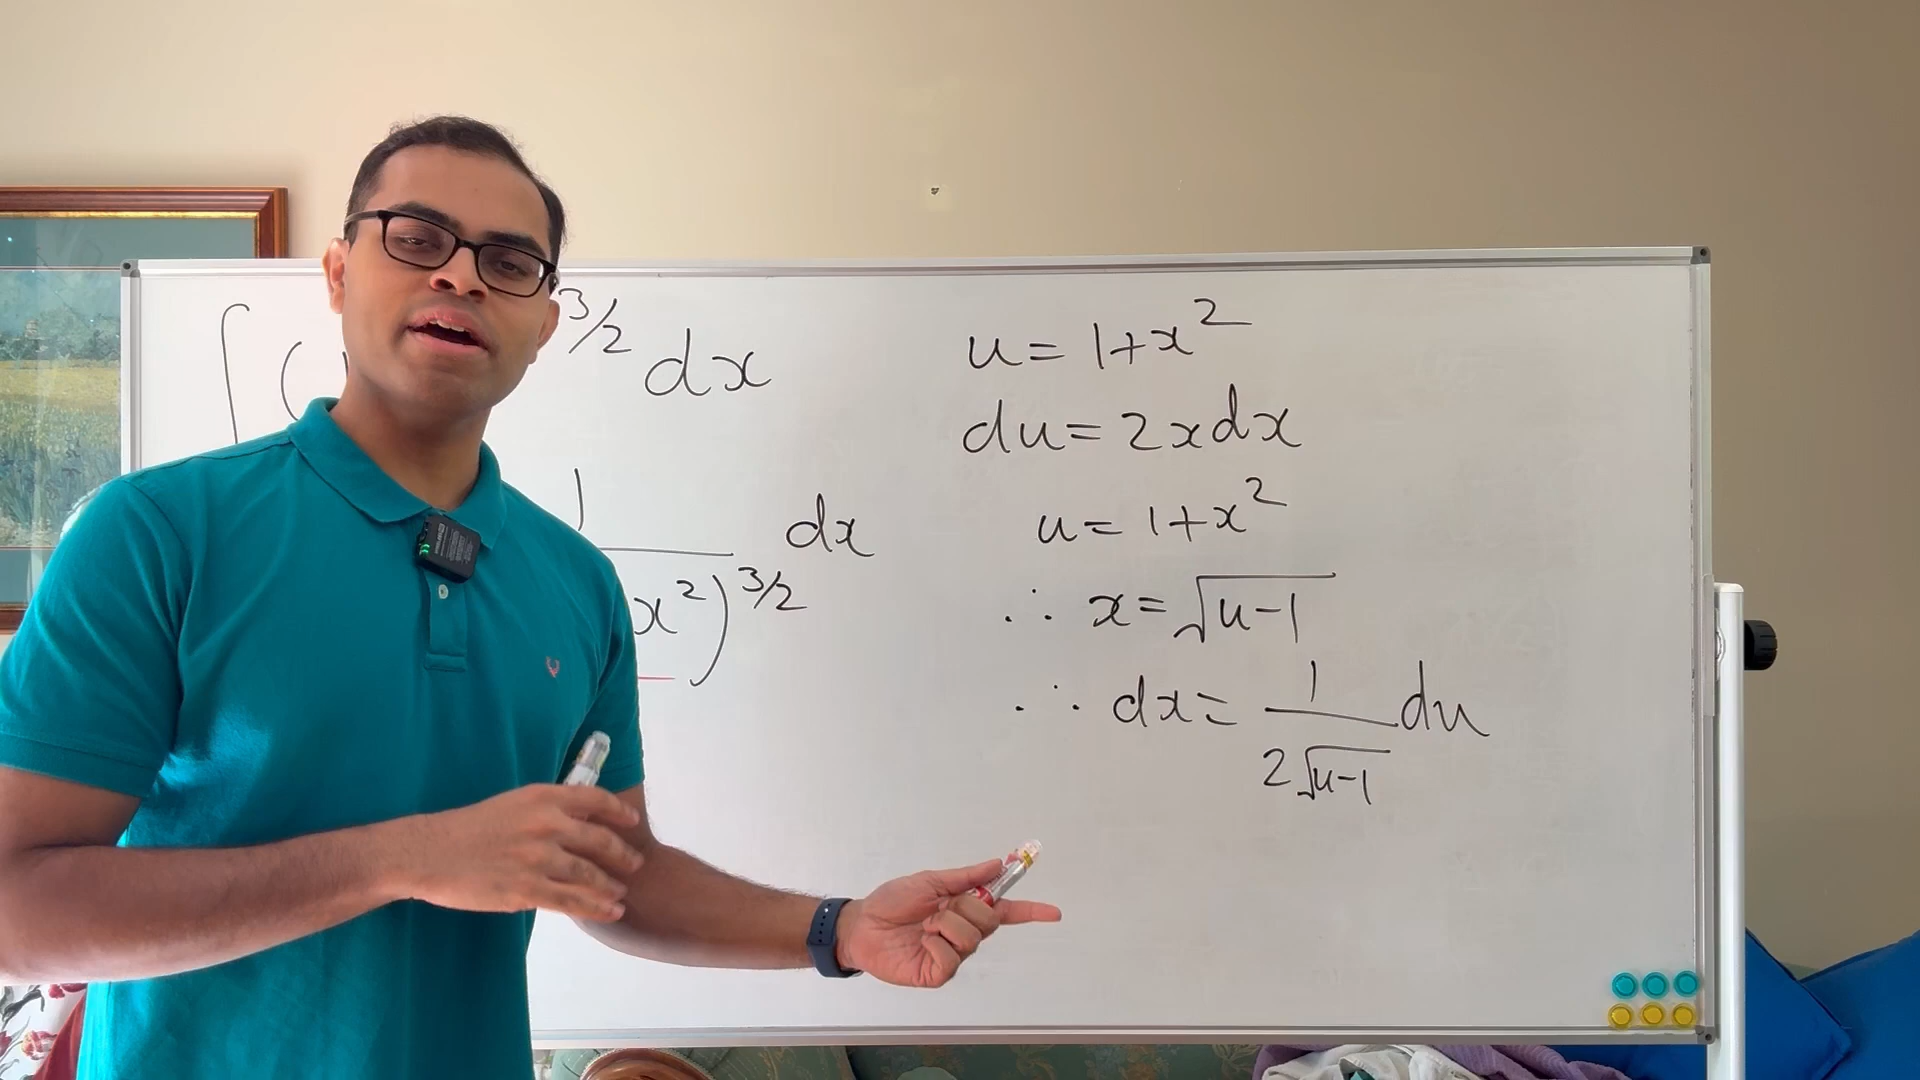 ∫ ( 3/2 dx
1 / x²)^3/2 dx
u = 1+x²
du = 2x dx
u = 1+x²
∴ x = √(u-1)
∴ dx = 1/(2√(u-1)) du